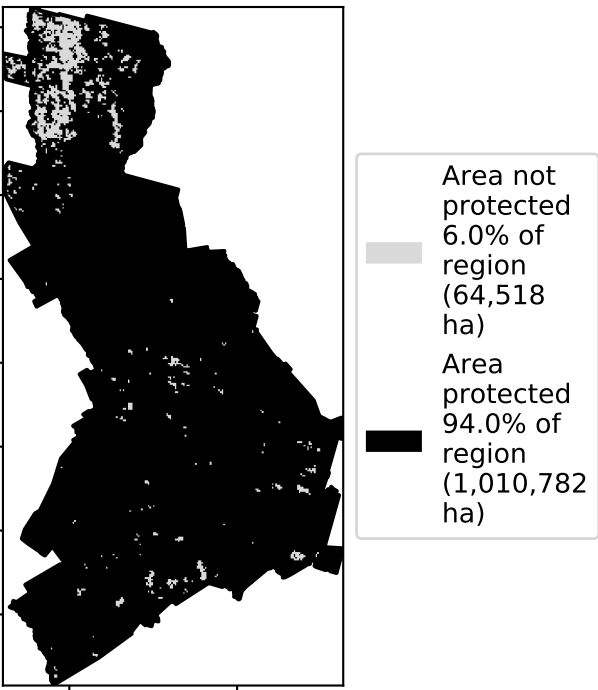 Area not
protected
6.0% of
region
(64,518
ha)
Area
protected
94.0% of
region
(1,010,782
ha)